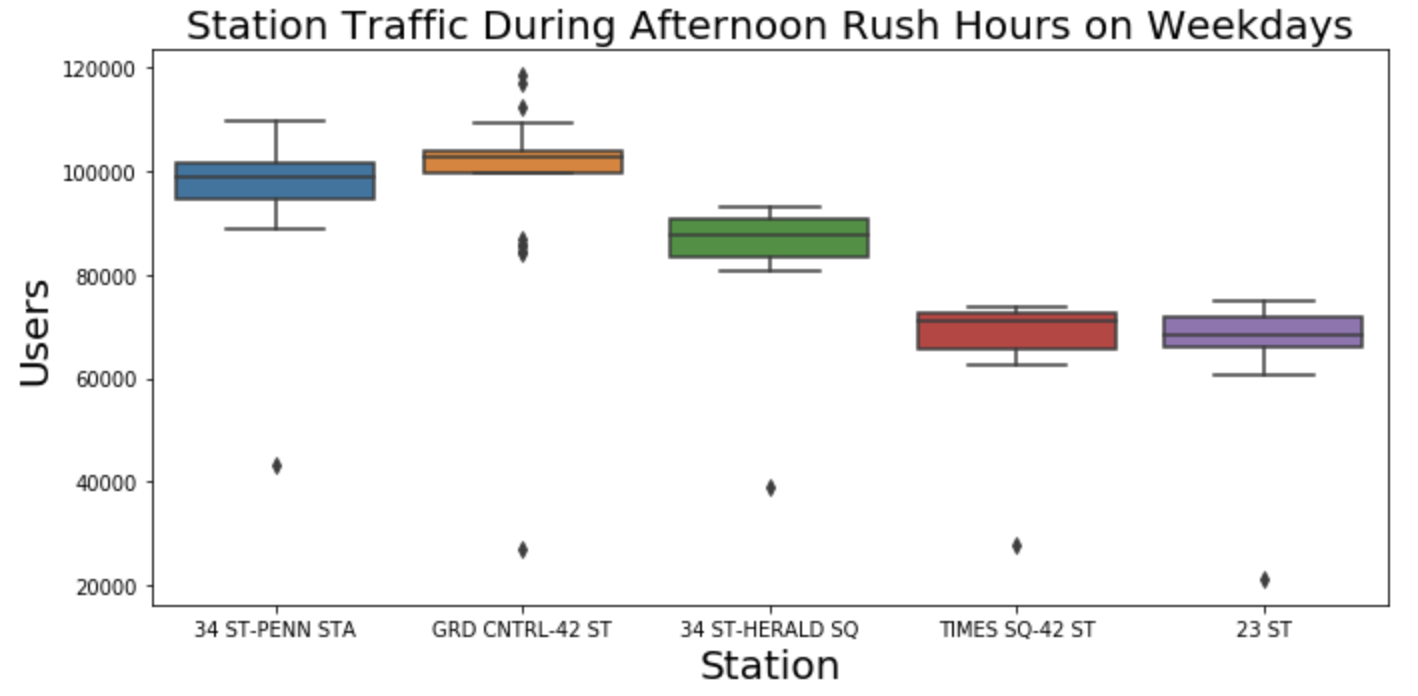 Station Traffic During Afternoon Rush Hours on Weekdays
120000
100000
80000
60000
40000
20000
Users
34 ST-PENN STA
GRD CNTRL-42 ST
34 ST-HERALD SQ
TIMES SQ-42 ST
23 ST
Station